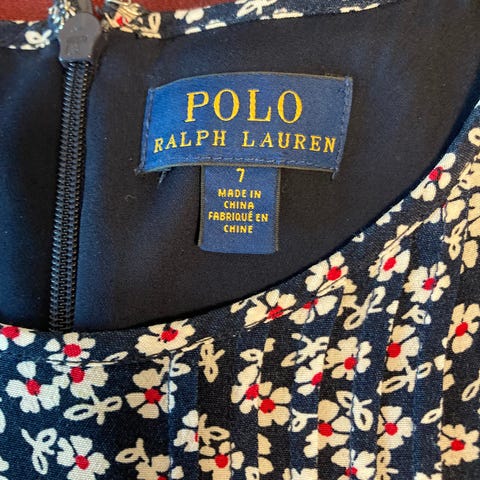 POLO
RALPH LAUREN
7
MADE IN
CHINA
FABRIQUÉ EN
CHINE